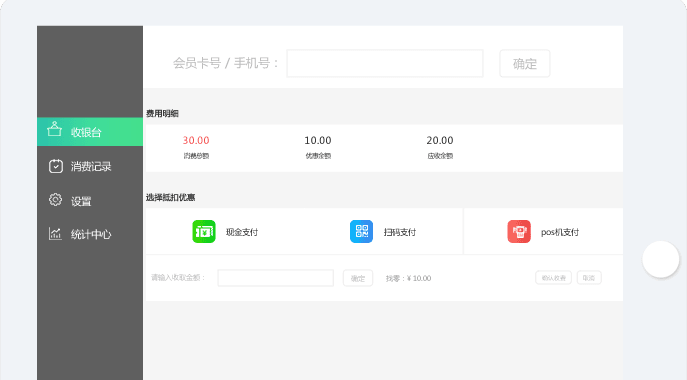 会员卡号 / 手机号：
确定
收银台
消费记录
设置
统计中心
费用明细
30.00 10.00 20.00
消费总额 优惠金额 应收金额
选择抵扣优惠
现金支付 扫码支付 pos机支付
请输入收取金额： 确定 找零：¥ 10.00 确认收款 取消